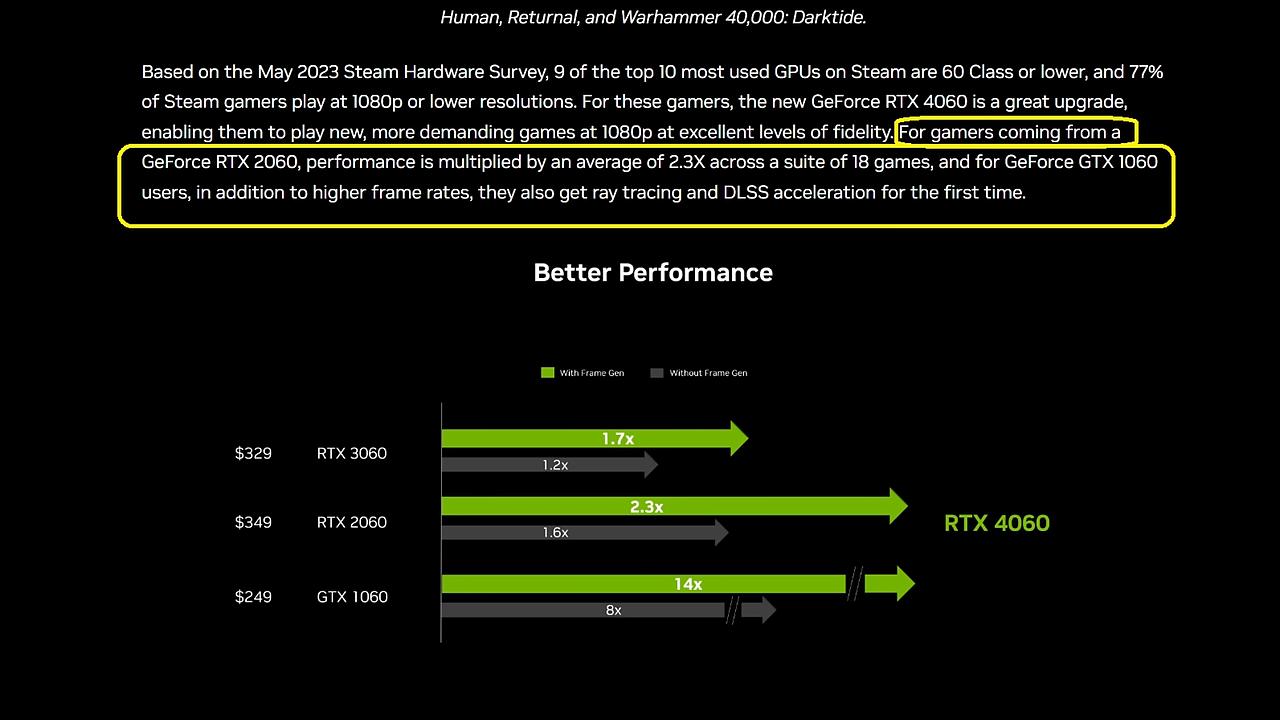 Human, Returnal, and Warhammer 40,000: Darktide.
Based on the May 2023 Steam Hardware Survey, 9 of the top 10 most used GPUs on Steam are 60 Class or lower, and 77%
of Steam gamers play at 1080p or lower resolutions. For these gamers, the new GeForce RTX 4060 is a great upgrade,
enabling them to play new, more demanding games at 1080p at excellent levels of fidelity. For gamers coming from a
GeForce RTX 2060, performance is multiplied by an average of 2.3X across a suite of 18 games, and for GeForce GTX 1060
users, in addition to higher frame rates, they also get ray tracing and DLSS acceleration for the first time.
Better Performance
With Frame Gen Without Frame Gen
1.7x
$329 RTX 3060
1.2x
2.3x
$349 RTX 2060
1.6x
RTX 4060
14x
$249 GTX 1060
8x